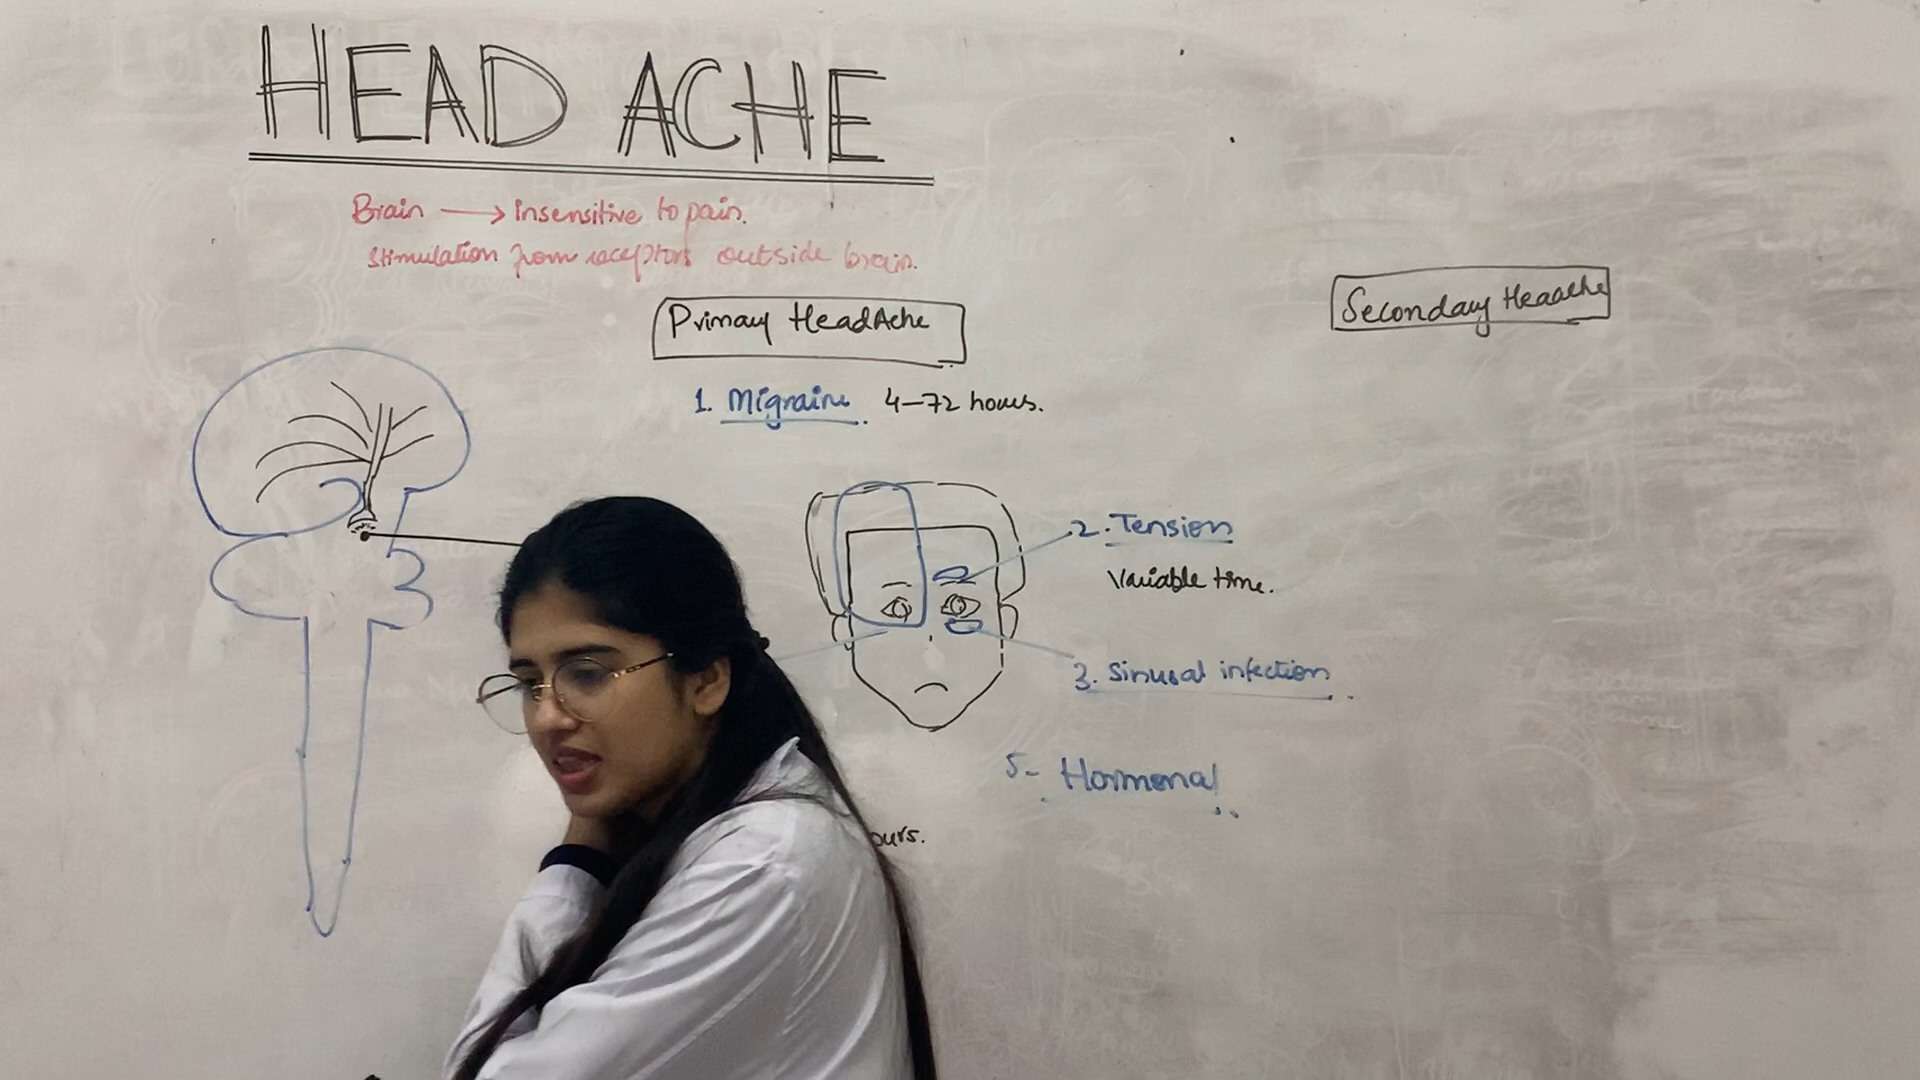 HEAD ACHE
Brain → insensitive to pain.
Stimulation from receptors outside brain.
Primary HeadAche
Secondary Headache
1. Migraine. 4-72 hours.
2. Tension
Variable time.
3. Sinusal infection.
5- Hormonal
ours.